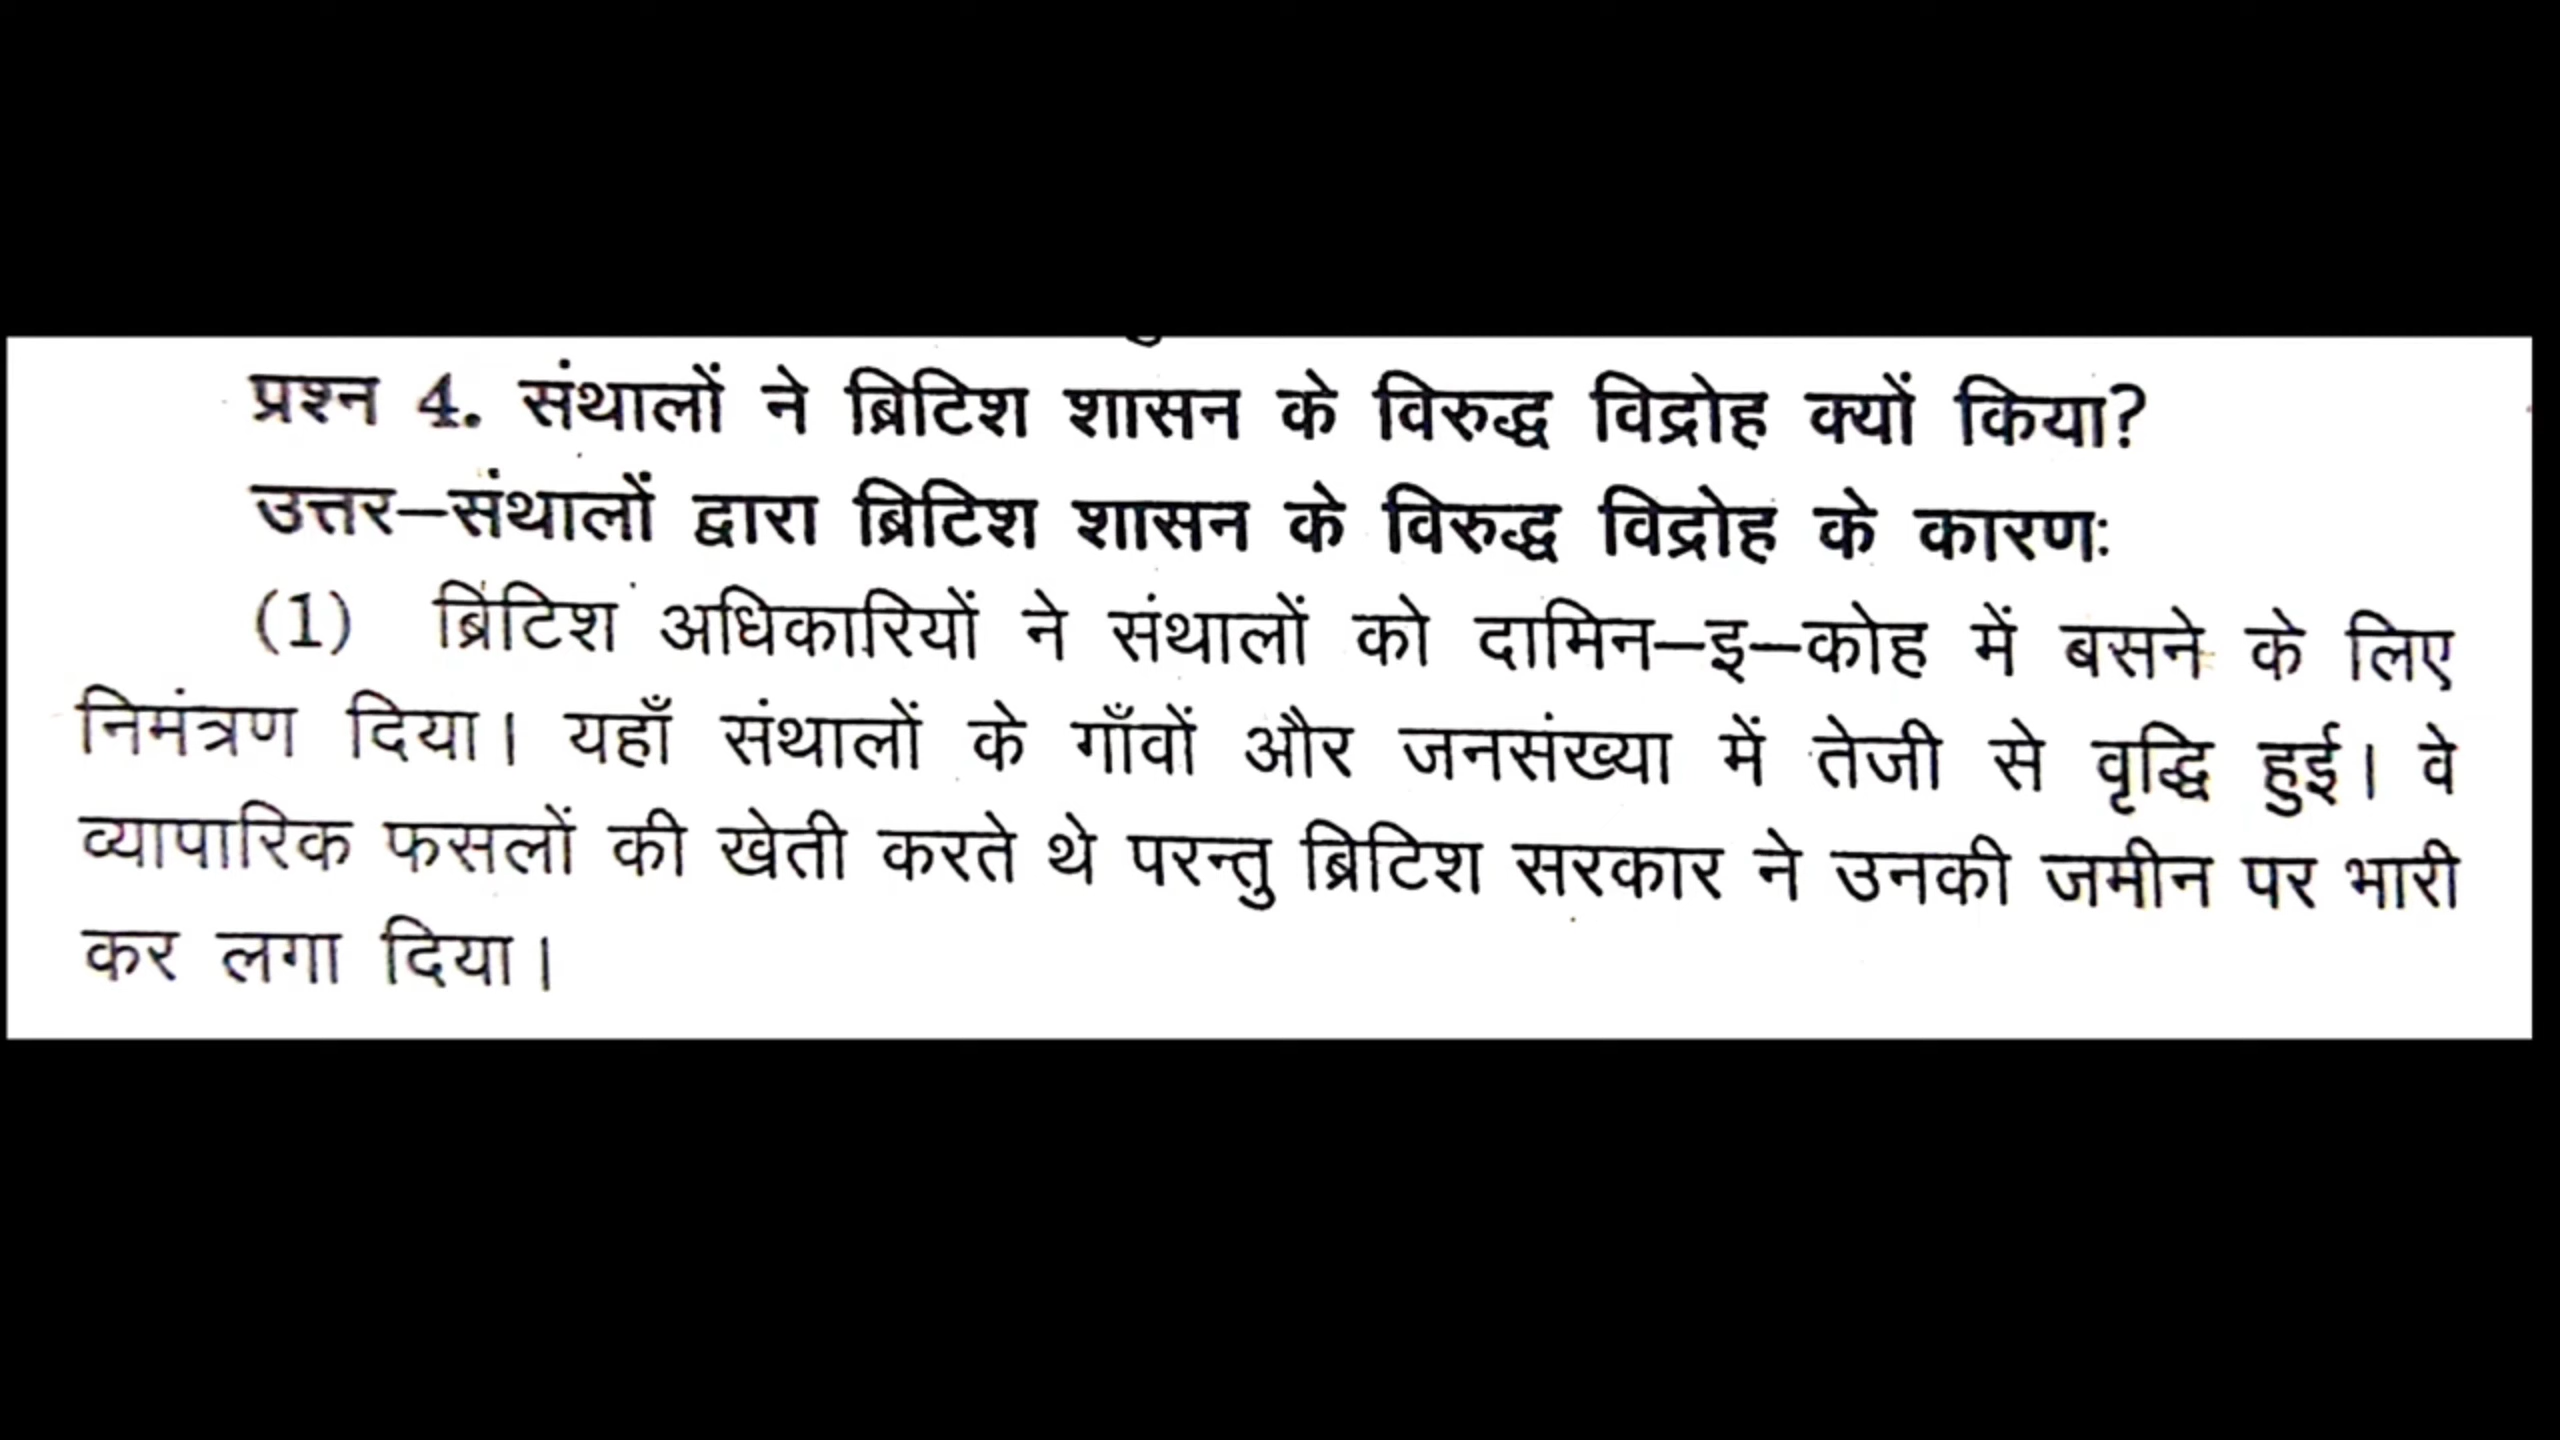 प्रश्न 4. संथालों ने ब्रिटिश शासन के विरुद्ध विद्रोह क्यों किया?
उत्तर–संथालों द्वारा ब्रिटिश शासन के विरुद्ध विद्रोह के कारण:
(1) ब्रिटिश अधिकारियों ने संथालों को दामिन–इ–कोह में बसने के लिए
निमंत्रण दिया। यहाँ संथालों के गाँवों और जनसंख्या में तेजी से वृद्धि हुई। वे
व्यापारिक फसलों की खेती करते थे परन्तु ब्रिटिश सरकार ने उनकी जमीन पर भारी
कर लगा दिया।